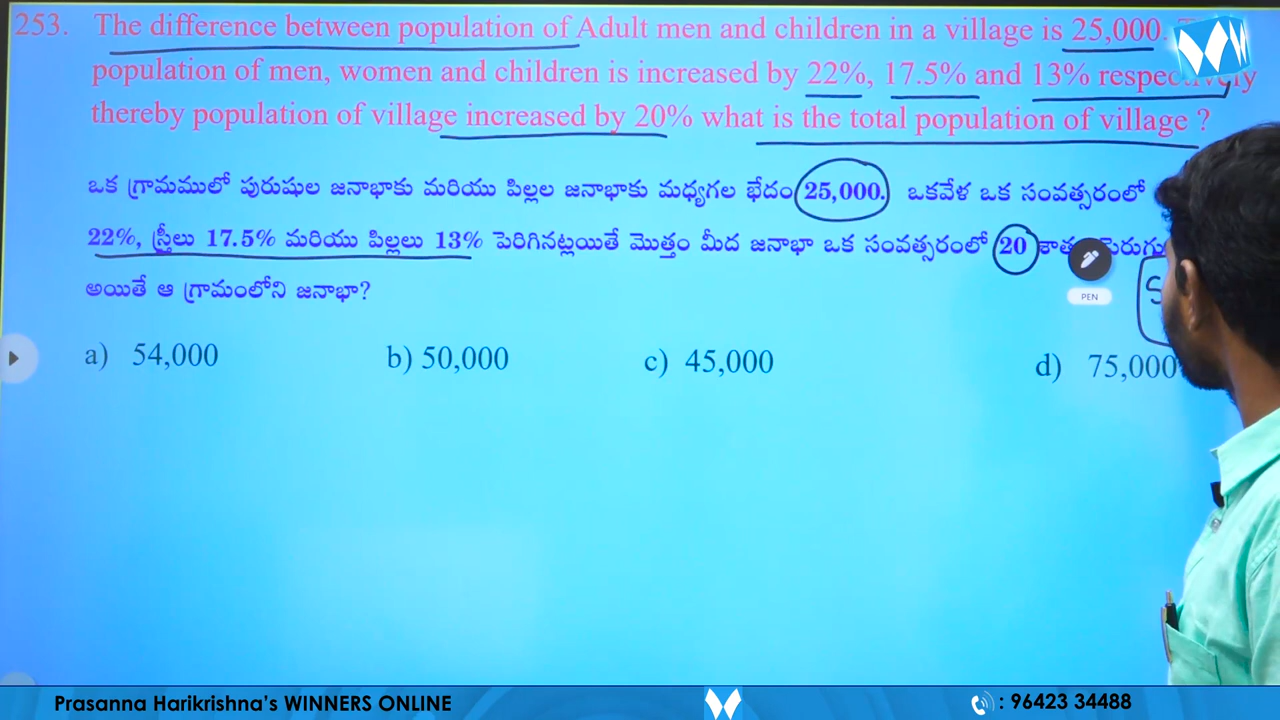 253. The difference between population of Adult men and children in a village is 25,000.
population of men, women and children is increased by 22%, 17.5% and 13% respectively
thereby population of village increased by 20% what is the total population of village ?
ఒక గ్రామములో పురుషుల జనాభాకు మరియు పిల్లల జనాభాకు మధ్యగల భేదం 25,000. ఒకవేళ ఒక సంవత్సరంలో
22%, స్త్రీలు 17.5% మరియు పిల్లలు 13% పెరిగినట్లయితే మొత్తం మీద జనాభా ఒక సంవత్సరంలో 20
అయితే ఆ గ్రామంలోని జనాభా?
PEN
a) 54,000 b) 50,000 c) 45,000 d) 75,000
Prasanna Harikrishna's WINNERS ONLINE : 96423 34488